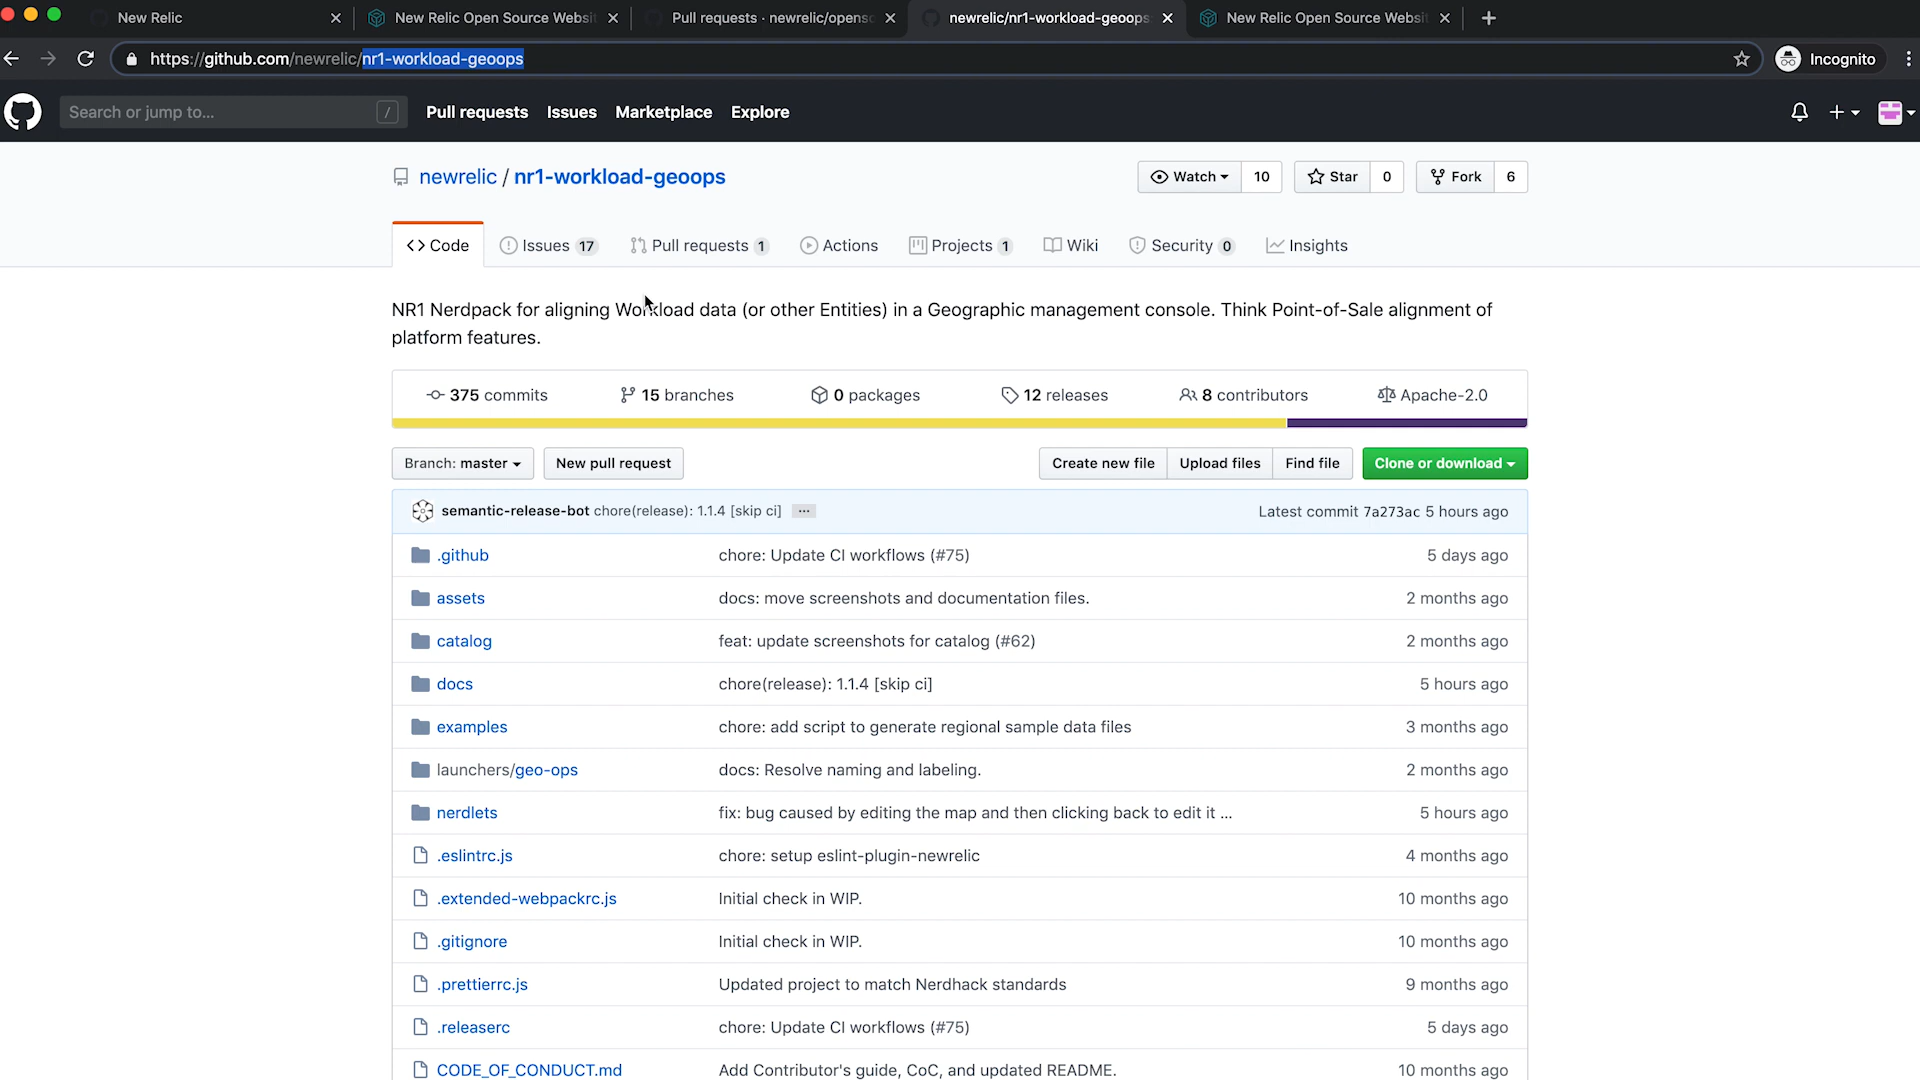 New Relic
New Relic Open Source Websit
Pull requests · newrelic/openso
newrelic/nr1-workload-geoops
New Relic Open Source Websit
https://github.com/newrelic/nr1-workload-geoops
Incognito
Search or jump to...
/
Pull requests
Issues
Marketplace
Explore
newrelic / nr1-workload-geoops
Watch 10
Star 0
Fork 6
Code
Issues 17
Pull requests 1
Actions
Projects 1
Wiki
Security 0
Insights
NR1 Nerdpack for aligning Workload data (or other Entities) in a Geographic management console. Think Point-of-Sale alignment of
platform features.
375 commits
15 branches
0 packages
12 releases
8 contributors
Apache-2.0
Branch: master
New pull request
Create new file
Upload files
Find file
Clone or download
semantic-release-bot chore(release): 1.1.4 [skip ci] ...
Latest commit 7a273ac 5 hours ago
.github chore: Update CI workflows (#75) 5 days ago
assets docs: move screenshots and documentation files. 2 months ago
catalog feat: update screenshots for catalog (#62) 2 months ago
docs chore(release): 1.1.4 [skip ci] 5 hours ago
examples chore: add script to generate regional sample data files 3 months ago
launchers/geo-ops docs: Resolve naming and labeling. 2 months ago
nerdlets fix: bug caused by editing the map and then clicking back to edit it ... 5 hours ago
.eslintrc.js chore: setup eslint-plugin-newrelic 4 months ago
.extended-webpackrc.js Initial check in WIP. 10 months ago
.gitignore Initial check in WIP. 10 months ago
.prettierrc.js Updated project to match Nerdhack standards 9 months ago
.releaserc chore: Update CI workflows (#75) 5 days ago
CODE_OF_CONDUCT.md Add Contributor's guide, CoC, and updated README. 10 months ago